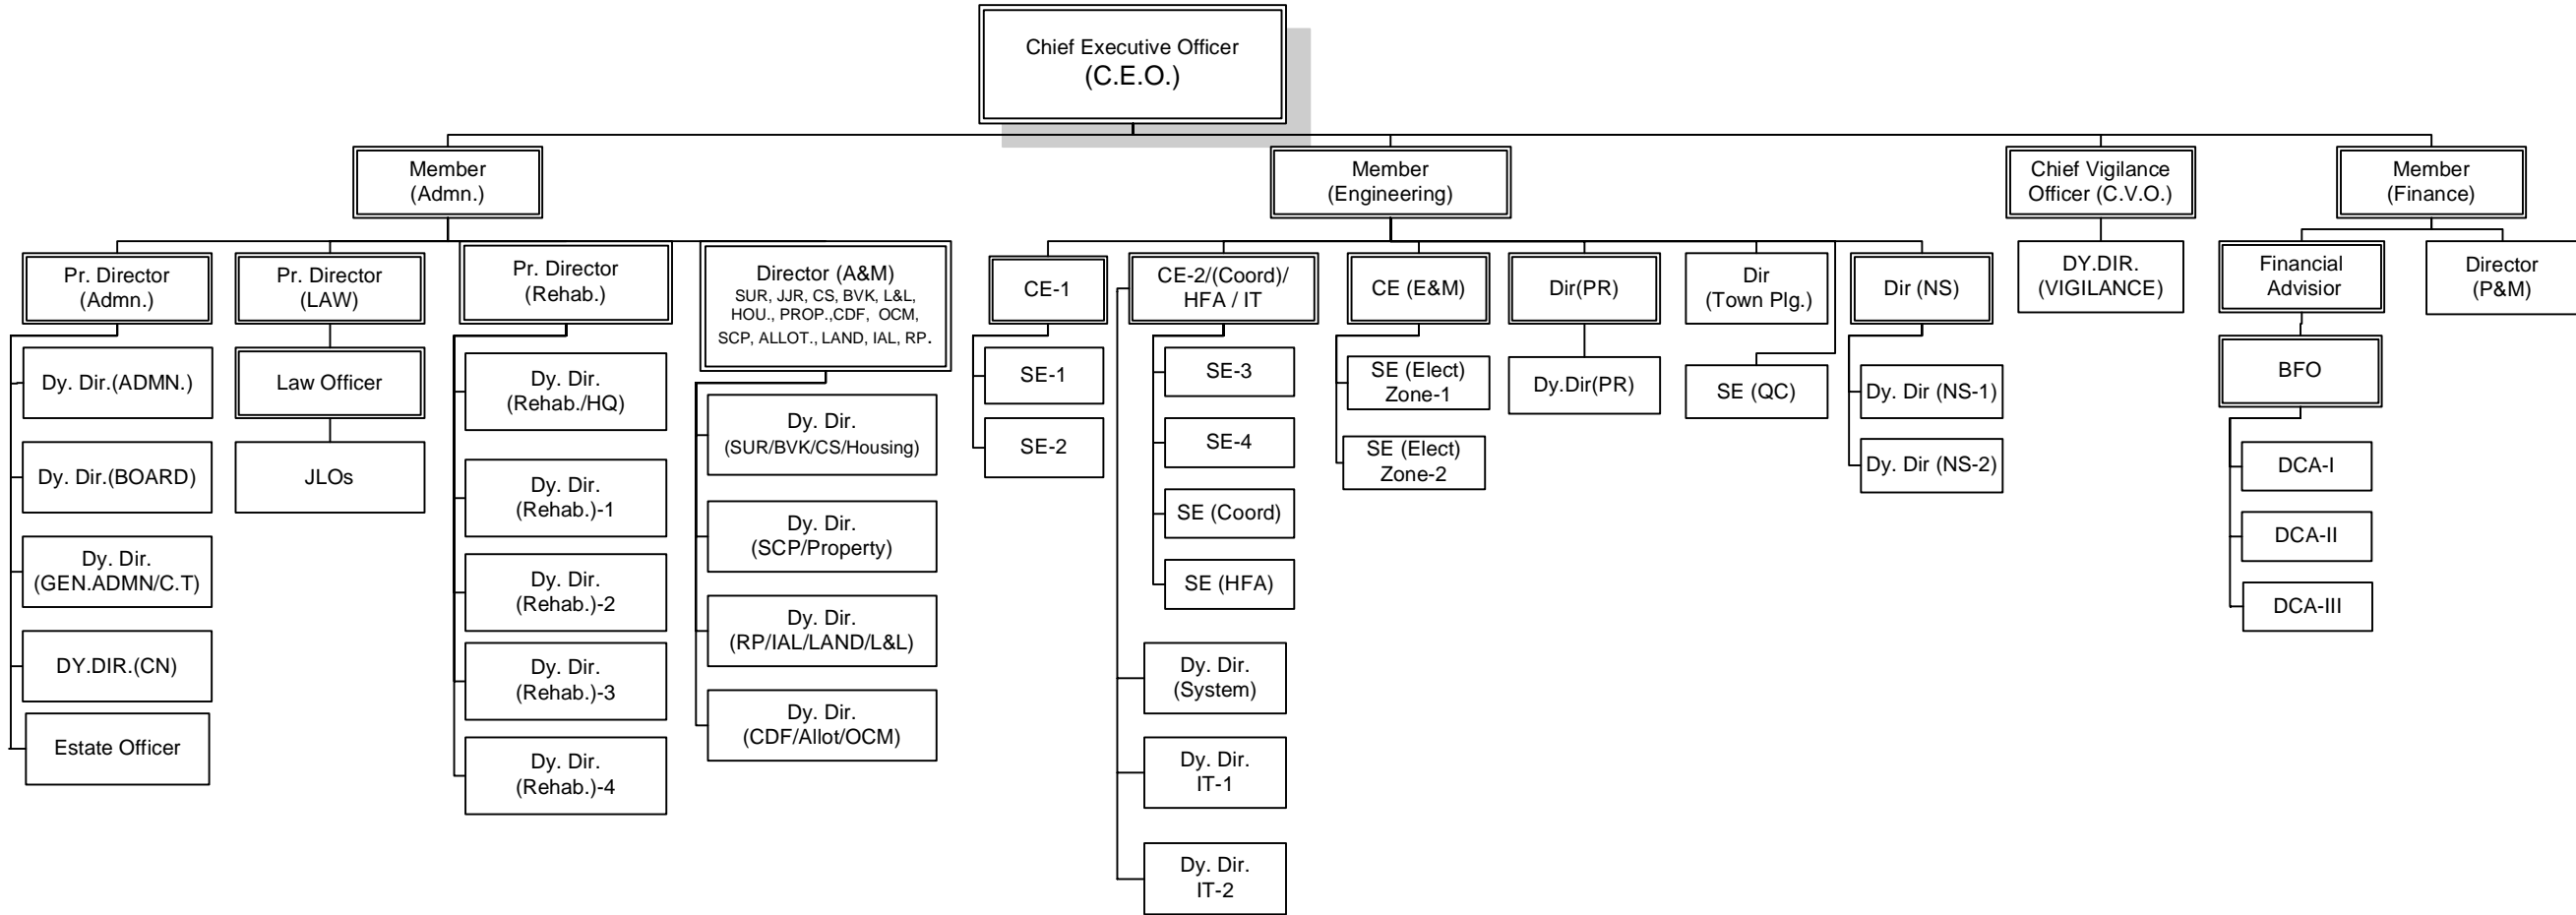 Chief Executive Officer
(C.E.O.)
Member
(Admn.)
Member
(Engineering)
Chief Vigilance
Officer (C.V.O.)
Member
(Finance)
Pr. Director
(Admn.)
Pr. Director
(LAW)
Pr. Director
(Rehab.)
Director (A&M)
SUR, JJR, CS, BVK, L&L,
HOU., PROP.,CDF, OCM,
SCP, ALLOT., LAND, IAL, RP.
CE-1
CE-2/(Coord)/
HFA / IT
CE (E&M)
Dir(PR)
Dir
(Town Plg.)
Dir (NS)
DY.DIR.
(VIGILANCE)
Financial
Advisior
Director
(P&M)
Dy. Dir.(ADMN.)
Dy. Dir.(BOARD)
Dy. Dir.
(GEN.ADMN/C.T)
DY.DIR.(CN)
Estate Officer
Law Officer
JLOs
Dy. Dir.
(Rehab./HQ)
Dy. Dir.
(Rehab.)-1
Dy. Dir.
(Rehab.)-2
Dy. Dir.
(Rehab.)-3
Dy. Dir.
(Rehab.)-4
Dy. Dir.
(SUR/BVK/CS/Housing)
Dy. Dir.
(SCP/Property)
Dy. Dir.
(RP/IAL/LAND/L&L)
Dy. Dir.
(CDF/Allot/OCM)
SE-1
SE-2
SE-3
SE-4
SE (Coord)
SE (HFA)
Dy. Dir.
(System)
Dy. Dir.
IT-1
Dy. Dir.
IT-2
SE (Elect)
Zone-1
SE (Elect)
Zone-2
Dy.Dir(PR)
SE (QC)
Dy. Dir (NS-1)
Dy. Dir (NS-2)
BFO
DCA-I
DCA-II
DCA-III